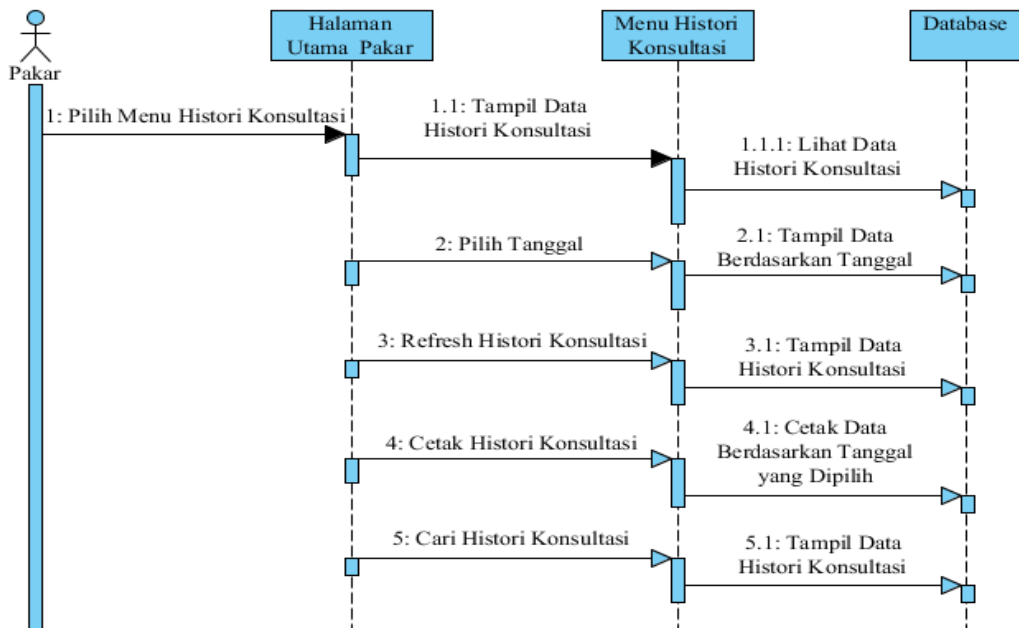 Pakar
Halaman
Utama Pakar
Menu Histori
Konsultasi
Database
1: Pilih Menu Histori Konsultasi
1.1: Tampil Data
Histori Konsultasi
1.1.1: Lihat Data
Histori Konsultasi
2: Pilih Tanggal
2.1: Tampil Data
Berdasarkan Tanggal
3: Refresh Histori Konsultasi
3.1: Tampil Data
Histori Konsultasi
4: Cetak Histori Konsultasi
4.1: Cetak Data
Berdasarkan Tanggal
yang Dipilih
5: Cari Histori Konsultasi
5.1: Tampil Data
Histori Konsultasi